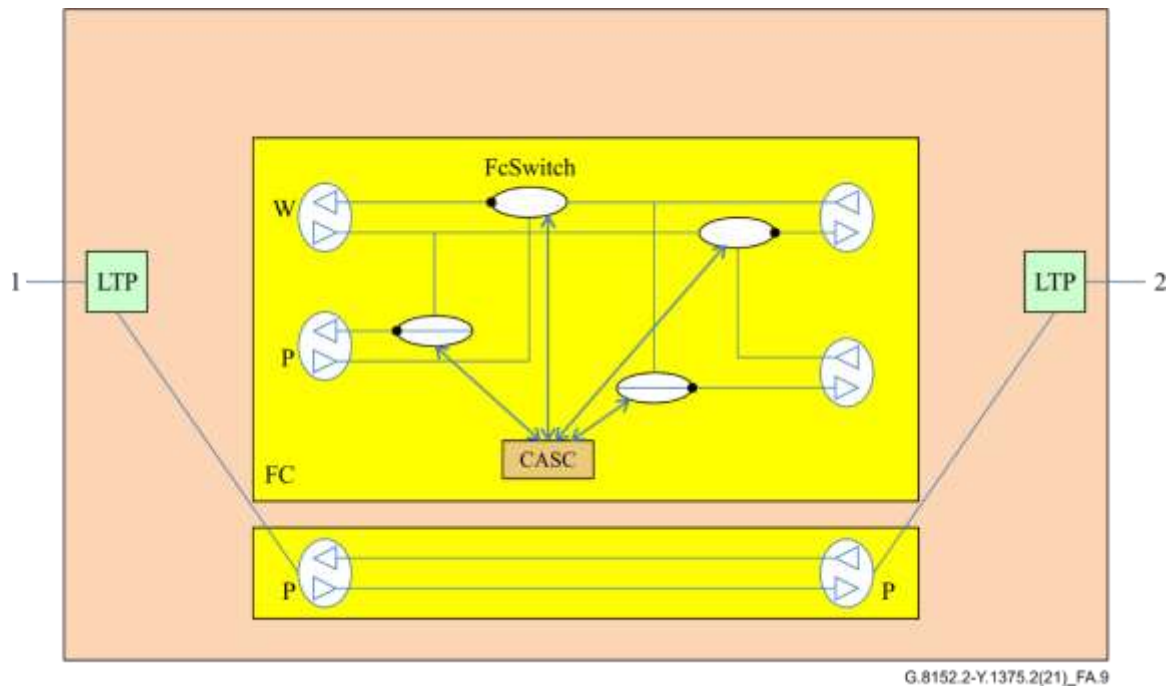 FcSwitch
W
1
LTP
LTP
2
P
CASC
FC
P
P
G.8152.2-Y.1375.2(21)_FA.9